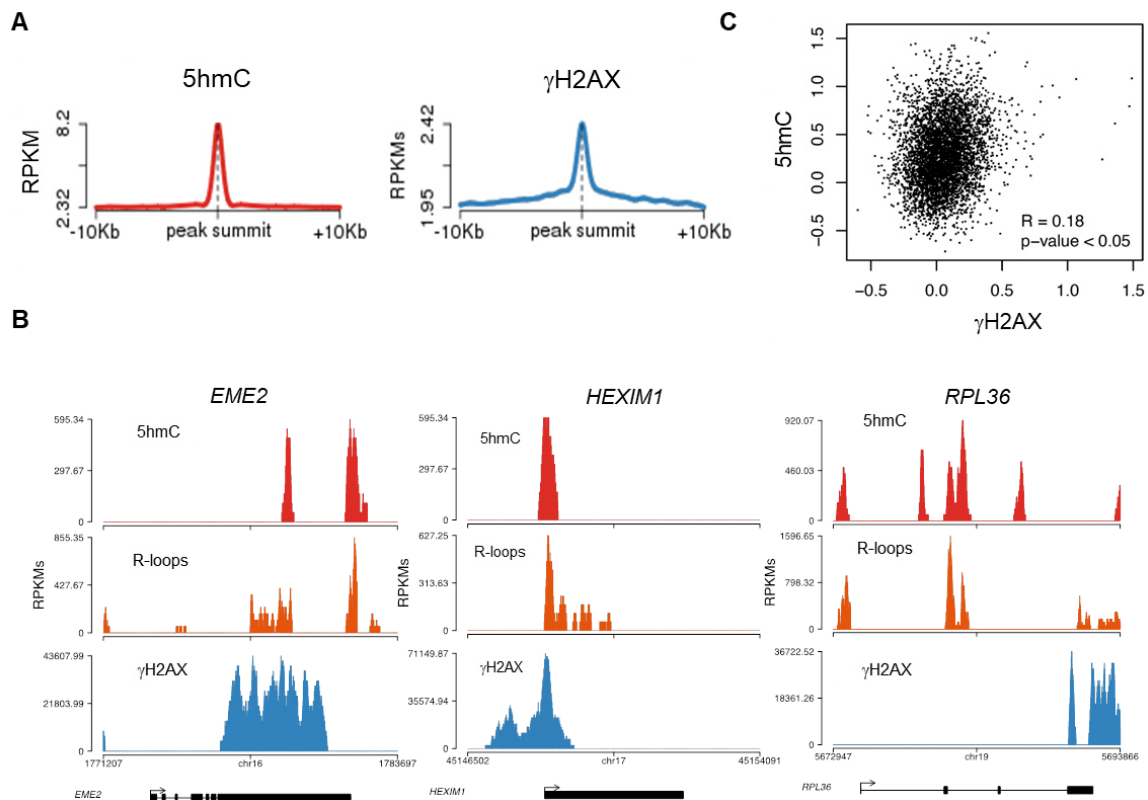 A
5hmC
RPKM
8.2
2.32
-10Kb
peak summit
+10Kb
γH2AX
RPKMs
2.42
1.95
-10Kb
peak summit
+10Kb
C
5hmC
1.5
1.0
0.5
0.0
−0.5
R = 0.18
p-value < 0.05
−0.5
0.0
0.5
1.0
1.5
γH2AX
B
EME2
595.34
297.67
0
5hmC
RPKMs
855.35
427.67
0
R-loops
43607.99
21803.99
0
γH2AX
1771207
chr16
1783697
EME2
HEXIM1
595.34
297.67
0
5hmC
RPKMs
627.25
313.63
0
R-loops
71149.87
35574.94
0
γH2AX
45146502
chr17
45154091
HEXIM1
RPL36
920.07
460.03
0
5hmC
RPKMs
1596.65
798.32
0
R-loops
36722.52
18361.26
0
γH2AX
5672947
chr19
5693866
RPL36